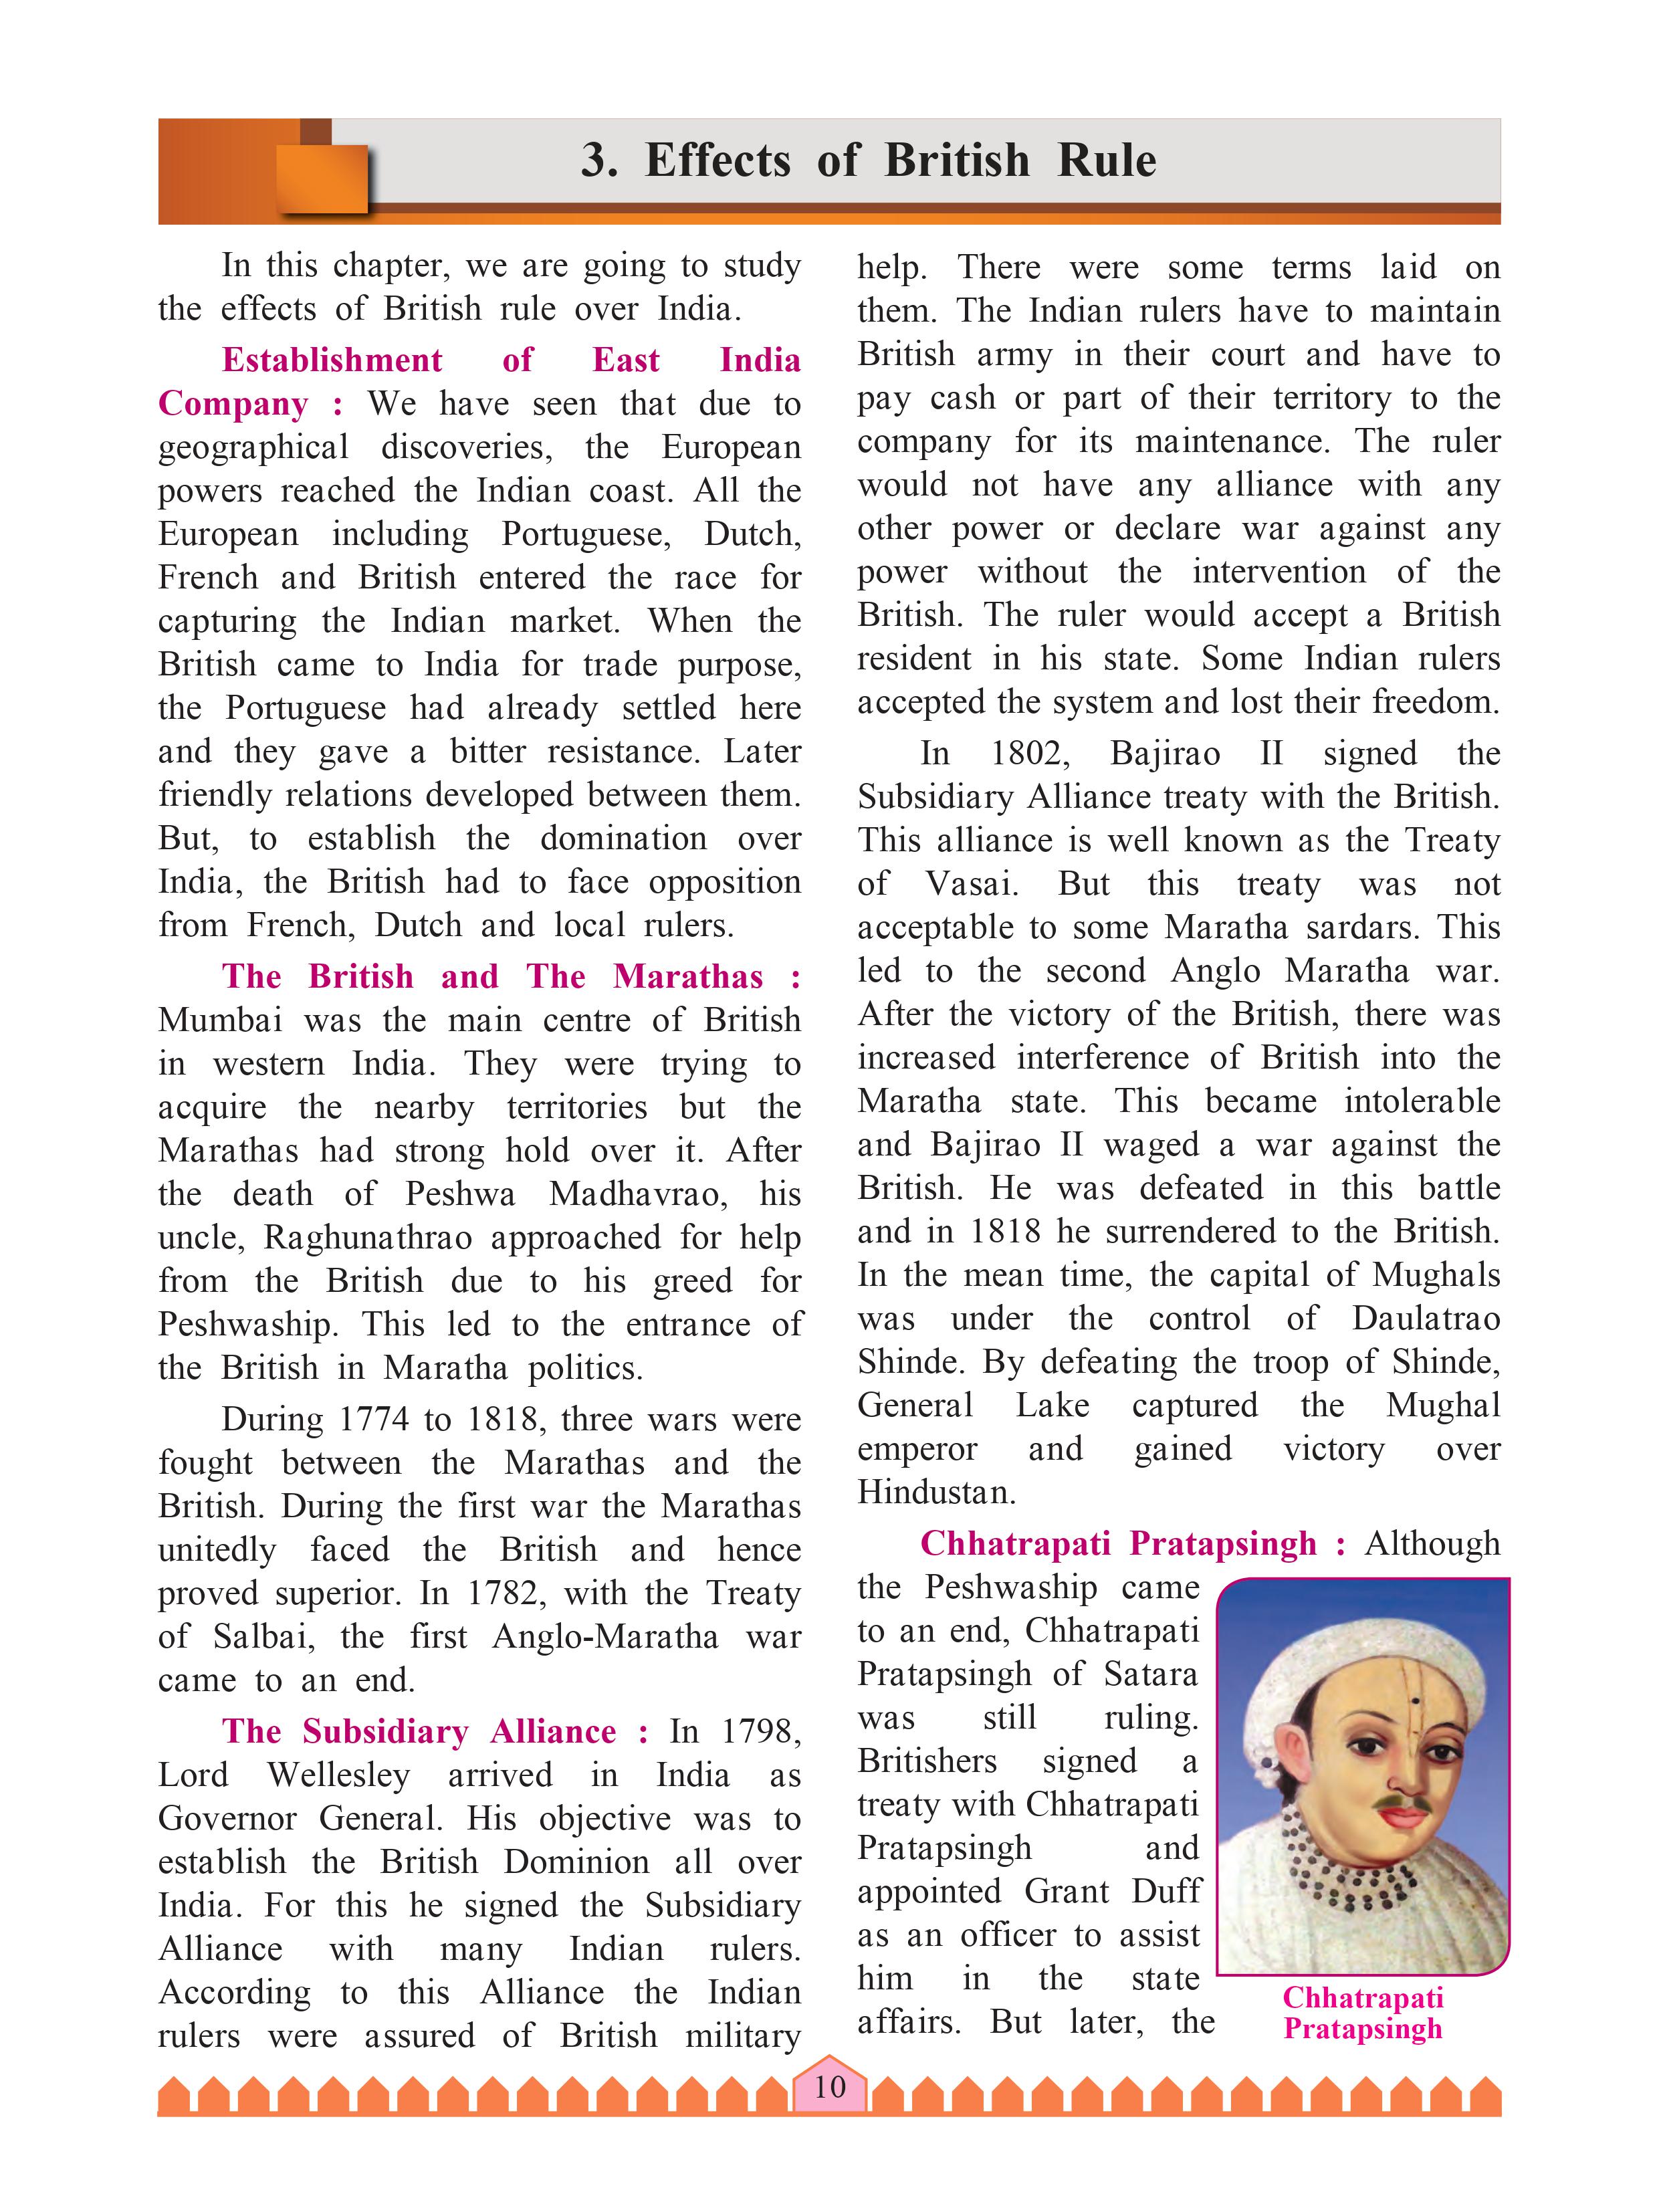 3. Effects of British Rule
In this chapter, we are going to study
the effects of British rule over India.
Establishment of East India
Company : We have seen that due to
geographical discoveries, the European
powers reached the Indian coast. All the
European including Portuguese, Dutch,
French and British entered the race for
capturing the Indian market. When the
British came to India for trade purpose,
the Portuguese had already settled here
and they gave a bitter resistance. Later
friendly relations developed between them.
But, to establish the domination over
India, the British had to face opposition
from French, Dutch and local rulers.
The British and The Marathas :
Mumbai was the main centre of British
in western India. They were trying to
acquire the nearby territories but the
Marathas had strong hold over it. After
the death of Peshwa Madhavrao, his
uncle, Raghunathrao approached for help
from the British due to his greed for
Peshwaship. This led to the entrance of
the British in Maratha politics.
During 1774 to 1818, three wars were
fought between the Marathas and the
British. During the first war the Marathas
unitedly faced the British and hence
proved superior. In 1782, with the Treaty
of Salbai, the first Anglo-Maratha war
came to an end.
The Subsidiary Alliance : In 1798,
Lord Wellesley arrived in India as
Governor General. His objective was to
establish the British Dominion all over
India. For this he signed the Subsidiary
Alliance with many Indian rulers.
According to this Alliance the Indian
rulers were assured of British military
help. There were some terms laid on
them. The Indian rulers have to maintain
British army in their court and have to
pay cash or part of their territory to the
company for its maintenance. The ruler
would not have any alliance with any
other power or declare war against any
power without the intervention of the
British. The ruler would accept a British
resident in his state. Some Indian rulers
accepted the system and lost their freedom.
In 1802, Bajirao II signed the
Subsidiary Alliance treaty with the British.
This alliance is well known as the Treaty
of Vasai. But this treaty was not
acceptable to some Maratha sardars. This
led to the second Anglo Maratha war.
After the victory of the British, there was
increased interference of British into the
Maratha state. This became intolerable
and Bajirao II waged a war against the
British. He was defeated in this battle
and in 1818 he surrendered to the British.
In the mean time, the capital of Mughals
was under the control of Daulatrao
Shinde. By defeating the troop of Shinde,
General Lake captured the Mughal
emperor and gained victory over
Hindustan.
Chhatrapati Pratapsingh : Although
the Peshwaship came
to an end, Chhatrapati
Pratapsingh of Satara
was still ruling.
Britishers signed a
treaty with Chhatrapati
Pratapsingh and
appointed Grant Duff
as an officer to assist
him in the state
affairs. But later, the
Chhatrapati
Pratapsingh
10